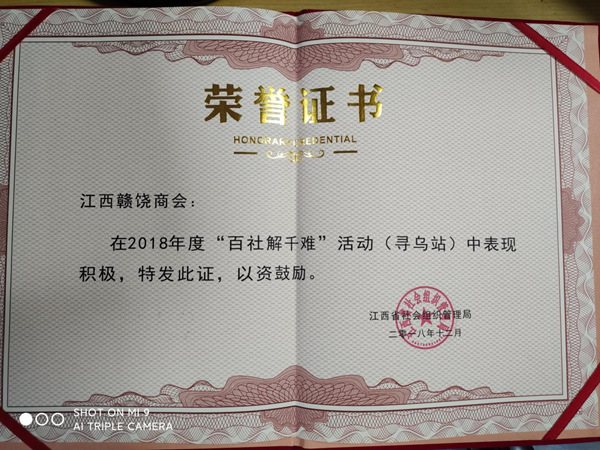 荣誉证书
HONORARY CREDENTIAL
江西赣饶商会：
在2018年度“百社解千难”活动（寻乌站）中表现
积极，特发此证，以资鼓励。
江西省社会组织管理局
二零一八年十二月
SHOT ON MI 9
AI TRIPLE CAMERA